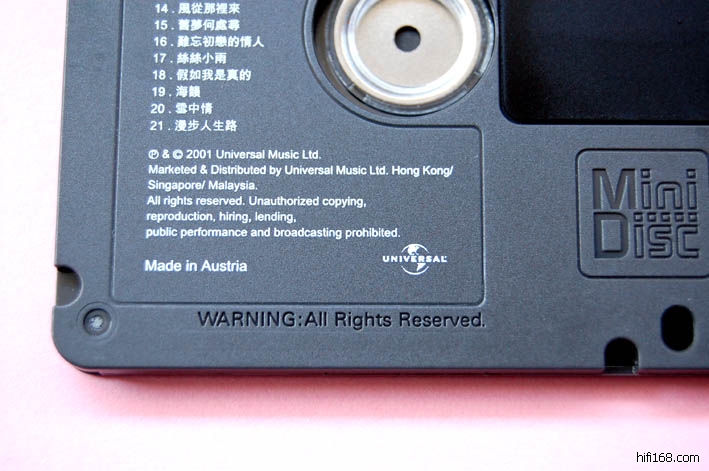 14 . 風從那裡來
15 . 舊夢何處尋
16 . 難忘初戀的情人
17 . 絲絲小雨
18 . 假如我是真的
19 . 海韻
20 . 雲中情
21 . 漫步人生路
℗ & © 2001 Universal Music Ltd.
Marketed & Distributed by Universal Music Ltd. Hong Kong/
Singapore/ Malaysia.
All rights reserved. Unauthorized copying,
reproduction, hiring, lending,
public performance and broadcasting prohibited.
UNIVERSAL
Made in Austria
Mini
Disc
WARNING:All Rights Reserved.
hifi168.com